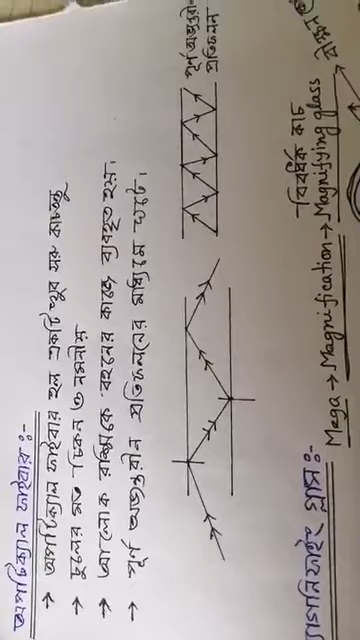 অপটিক্যাল ফাইবার :-
→ অপটিক্যাল ফাইবার হল একটি খুব সরু কাচতন্তু
→ চুলের মত চিকন ও নমনীয়
→ আলোক রশ্মিকে বহনের কাজে ব্যবহৃত হয়।
→ পূর্ণ অভ্যন্তরীন প্রতিফলনের মাধ্যমে ঘটে।
পূর্ণ অভ্যন্তরীন
প্রতিফলন
ম্যাগনিফাইং গ্লাস :-
বিবর্ধক কাচ
Mega → Magnification → Magnifying glass